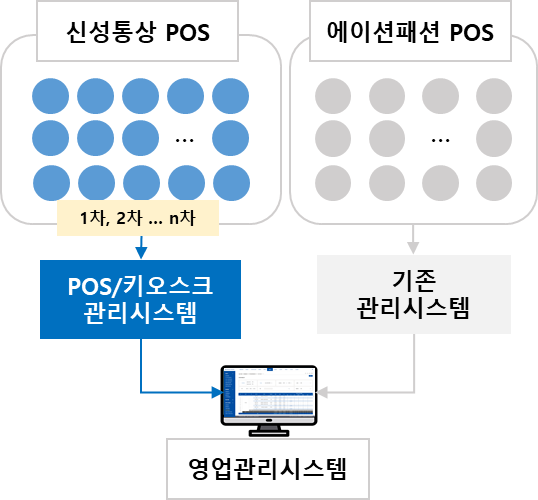 신성통상 POS
에이션패션 POS
...
...
1차, 2차 ... n차
POS/키오스크
관리시스템
기존
관리시스템
영업관리시스템